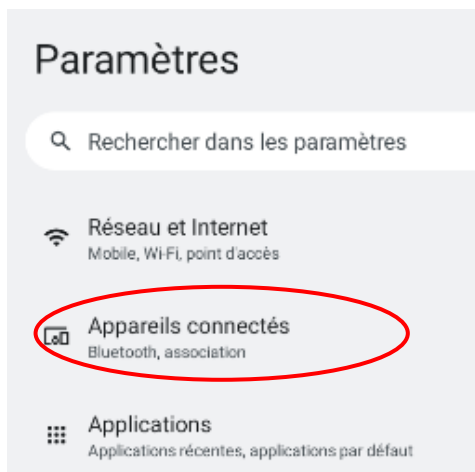 Paramètres
Rechercher dans les paramètres
Réseau et Internet
Mobile, Wi-Fi, point d'accès
Appareils connectés
Bluetooth, association
Applications
Applications récentes, applications par défaut